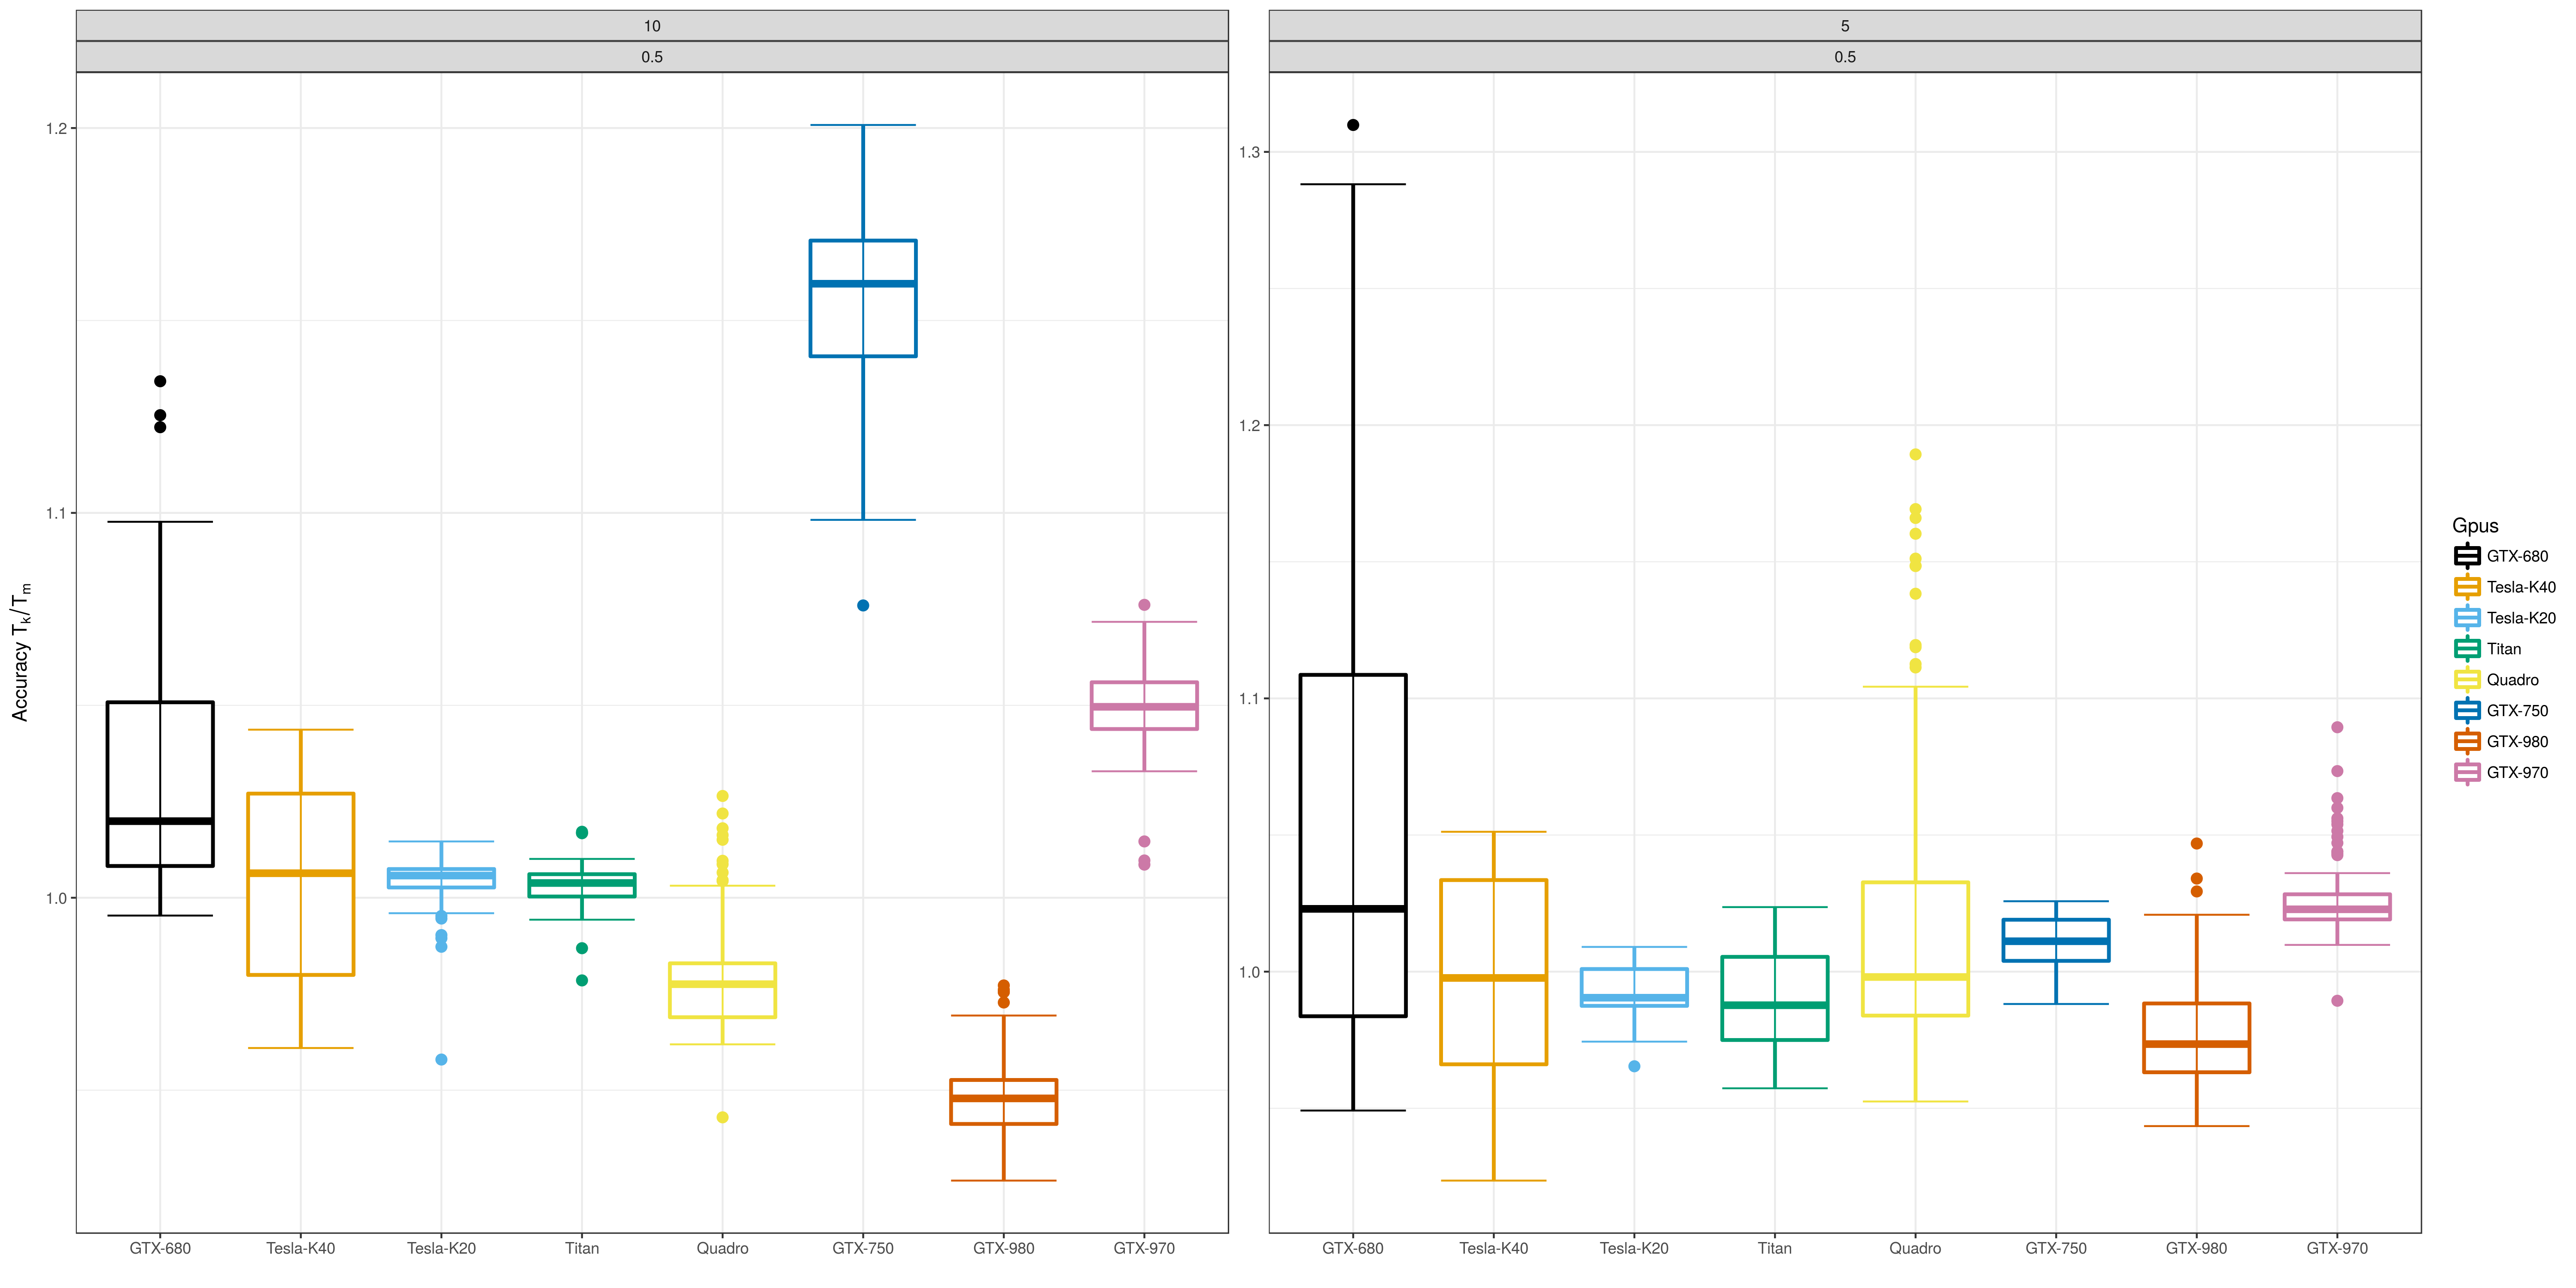 10
0.5
5
0.5
Accuracy Tk/Tm
1.2
1.1
1.0
1.3
1.2
1.1
1.0
GTX-680 Tesla-K40 Tesla-K20 Titan Quadro GTX-750 GTX-980 GTX-970
GTX-680 Tesla-K40 Tesla-K20 Titan Quadro GTX-750 GTX-980 GTX-970
Gpus
GTX-680
Tesla-K40
Tesla-K20
Titan
Quadro
GTX-750
GTX-980
GTX-970